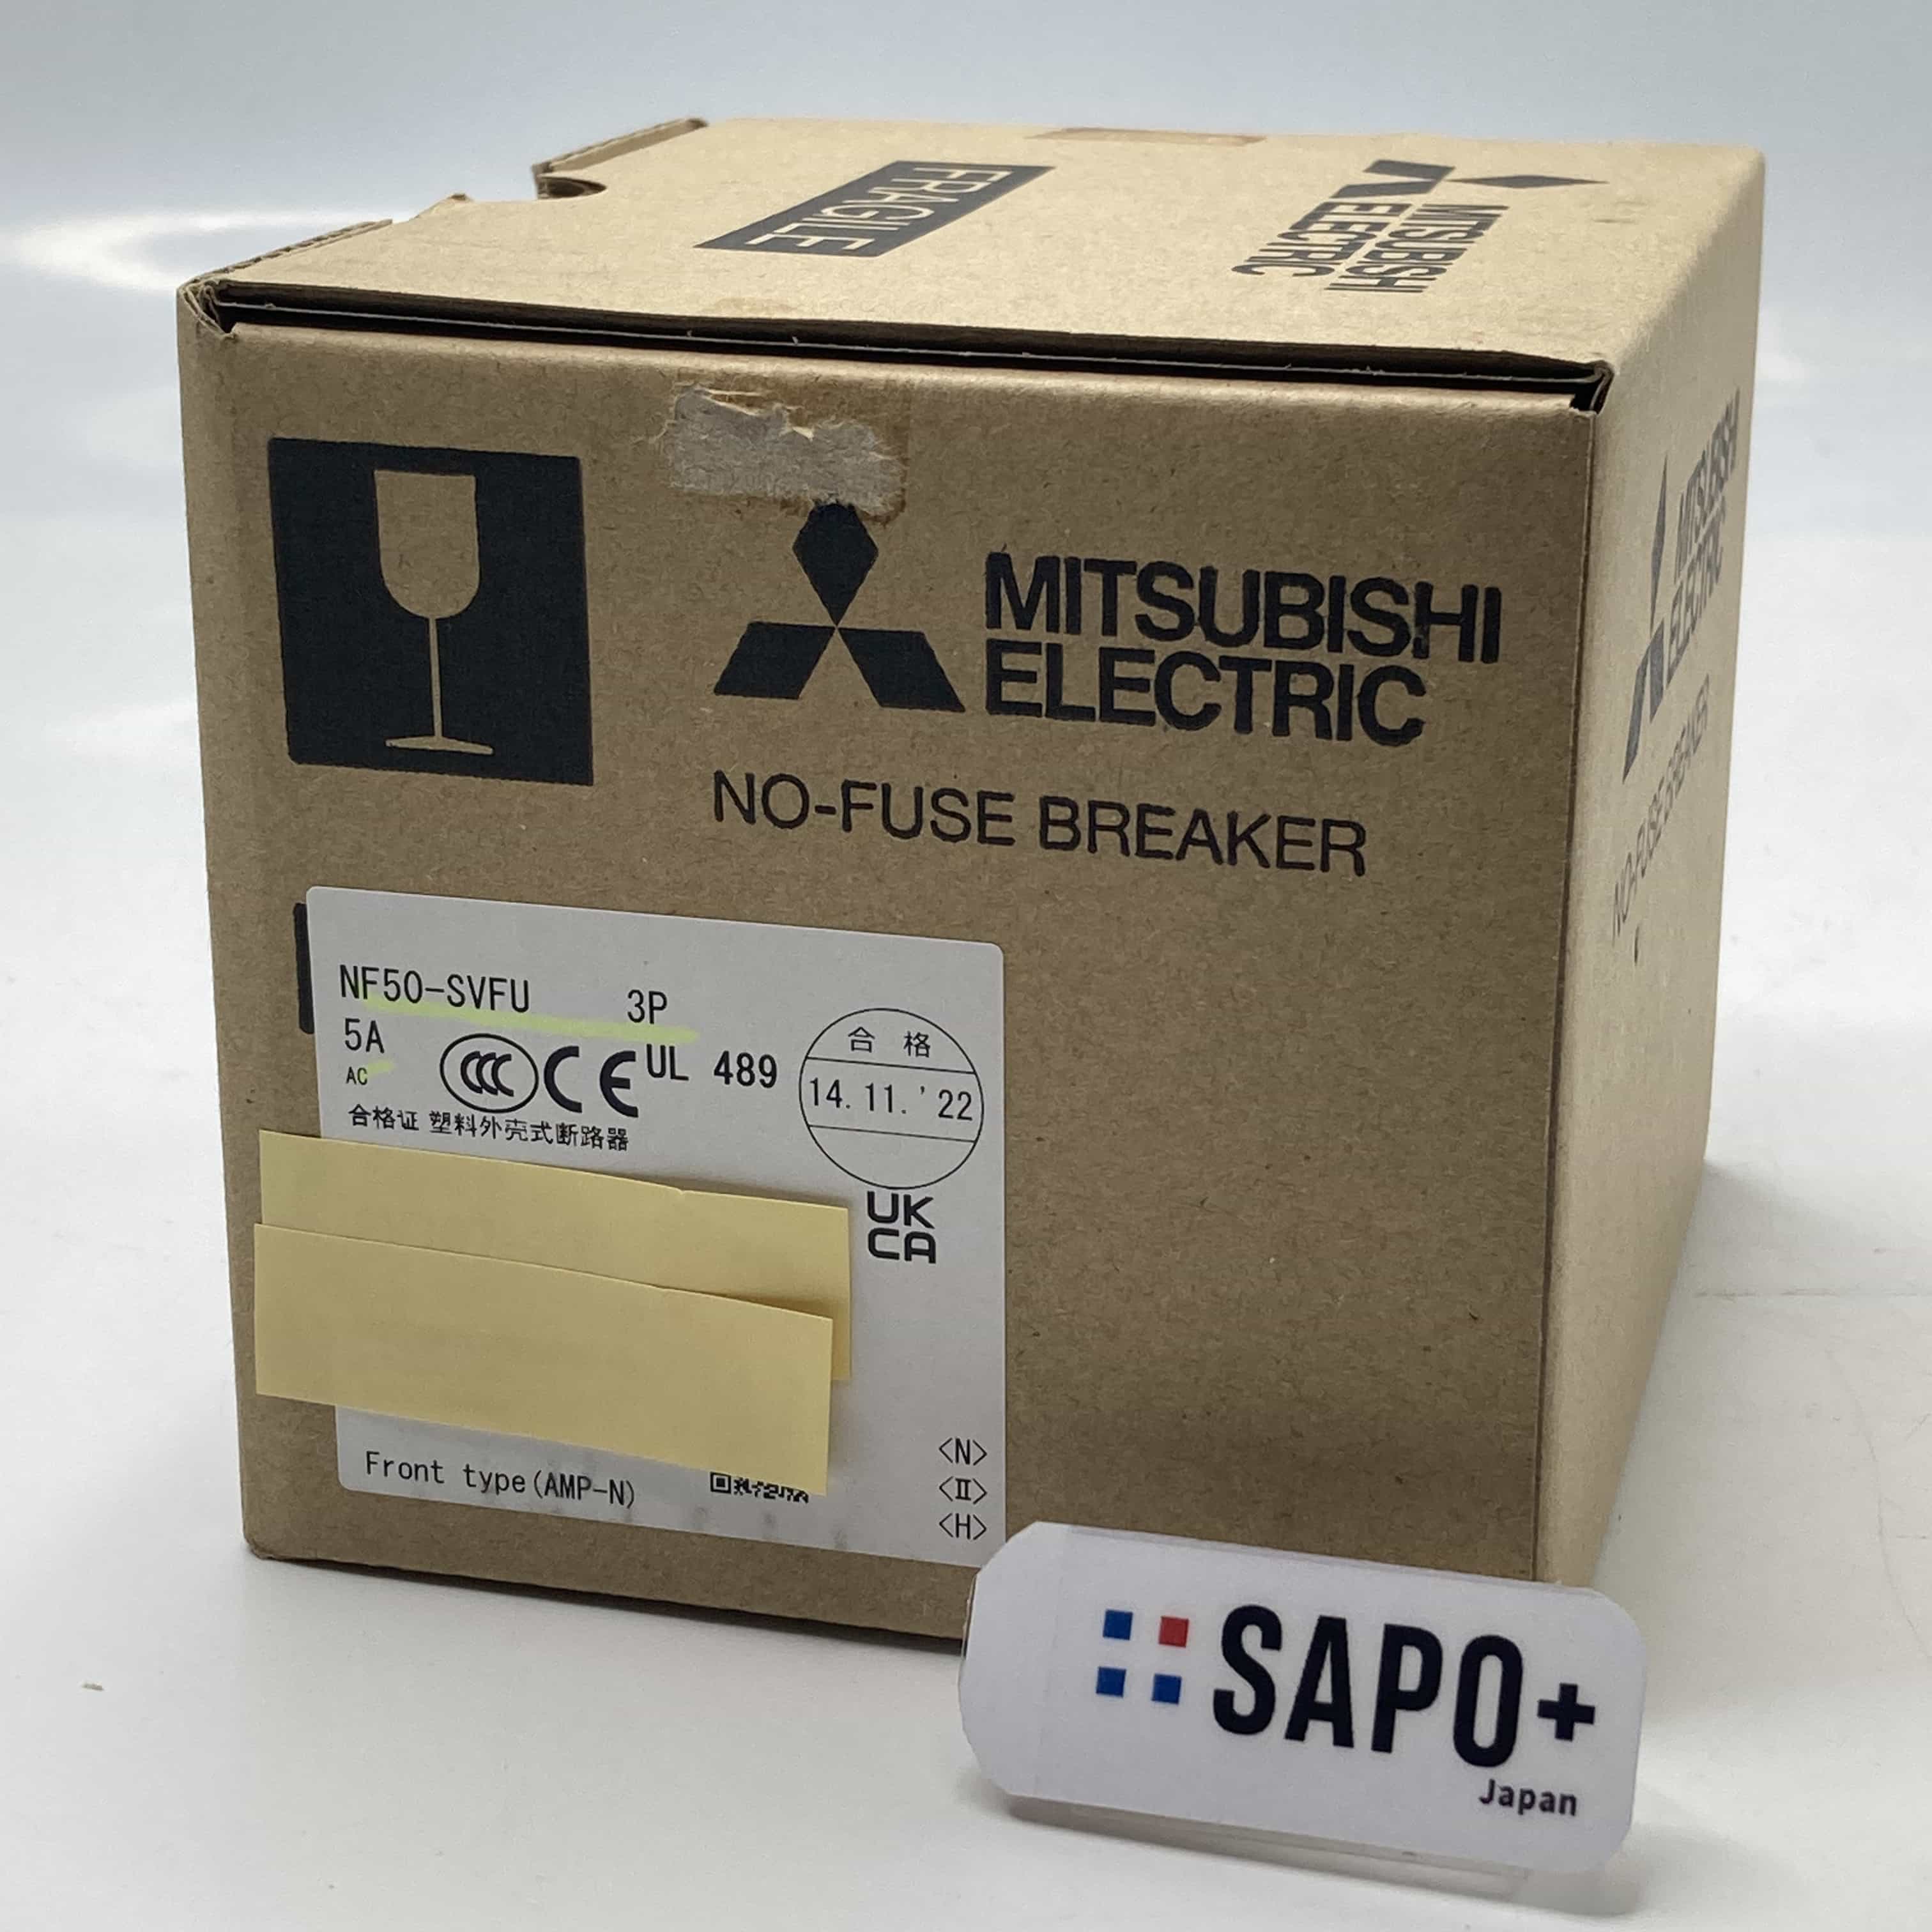 FRAGILE
MITSUBISHI
ELECTRIC
MITSUBISHI
ELECTRIC
NO-FUSE BREAKER
MITSUBISHI
ELECTRIC
NO-FUSE BREAKER
NF50-SVFU 3P
5A
AC
CCC CE UL 489
合格证 塑料外壳式断路器
合格
14.11.'22
UK
CA
Front type(AMP-N)
<N>
<Ⅱ>
<H>
SAPO+
Japan